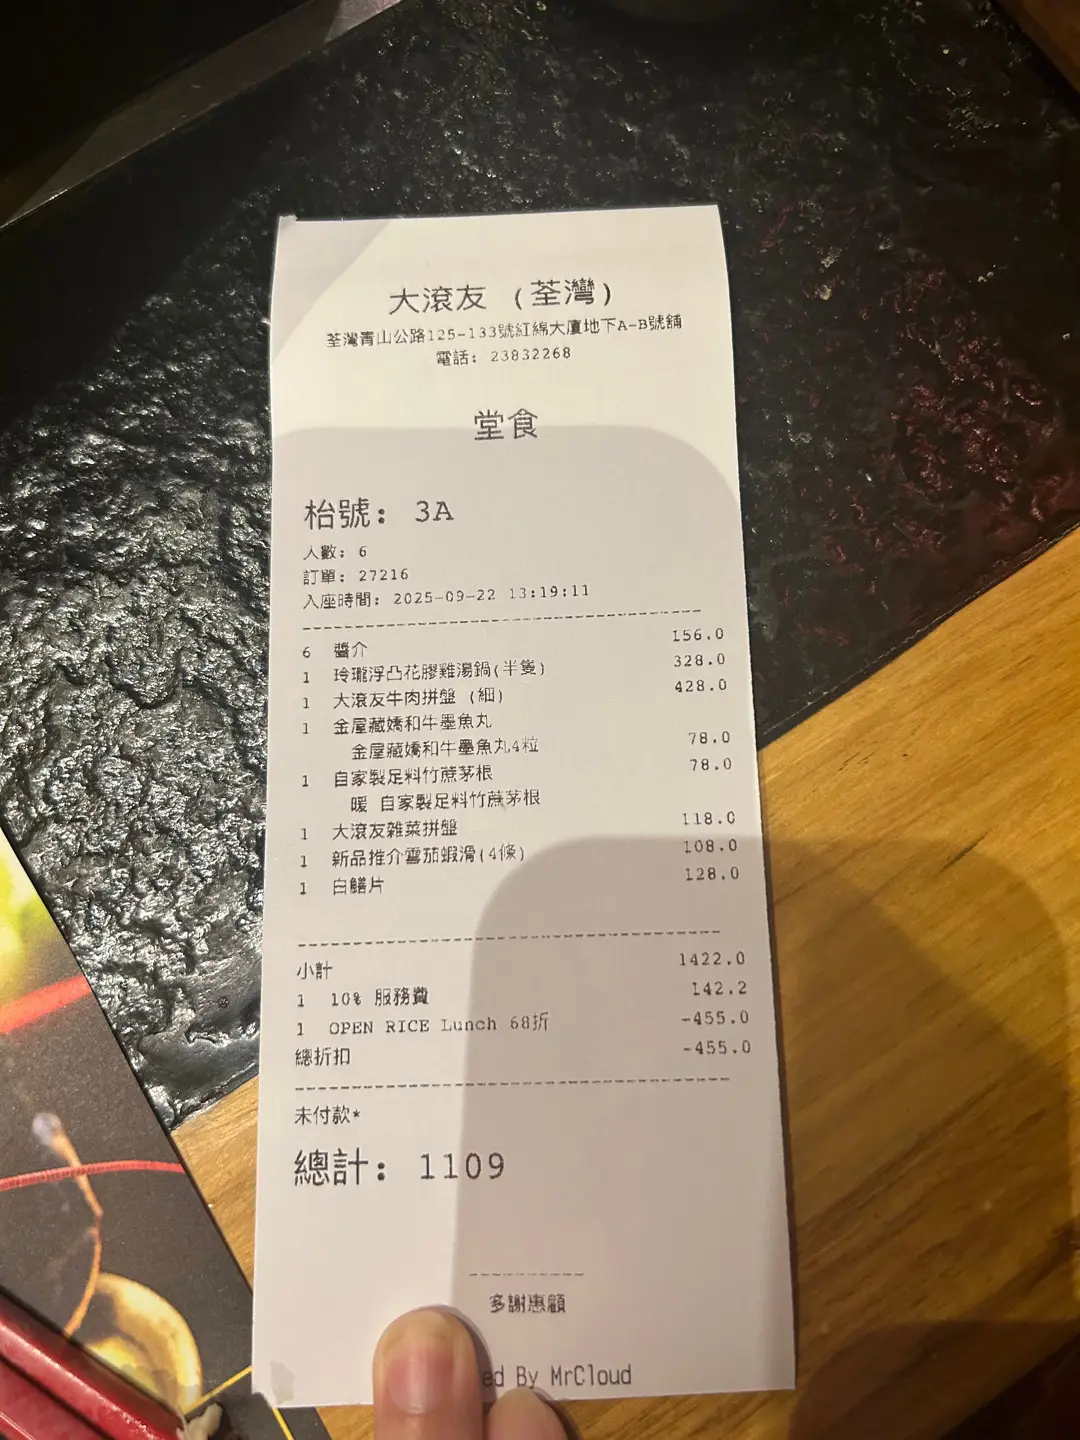 大滾友 (荃灣)
荃灣青山公路125-133號紅綿大廈地下A-B號舖
電話: 23832268
堂食
枱號: 3A
人數: 6
訂單: 27216
入座時間: 2025-09-22 13:19:11
6 醬介 156.0
1 玲瓏浮凸花膠雞湯鍋(半隻) 328.0
1 大滾友牛肉拼盤 (細) 428.0
1 金屋藏嬌和牛墨魚丸
金屋藏嬌和牛墨魚丸4粒 78.0
1 自家製足料竹蔗茅根 78.0
暖 自家製足料竹蔗茅根
1 大滾友雜菜拼盤 118.0
1 新品推介雲茄蝦滑(4條) 108.0
1 白鱔片 128.0
小計 1422.0
1 10% 服務費 142.2
1 OPEN RICE Lunch 68折 -455.0
總折扣 -455.0
未付款*
總計: 1109
多謝惠顧
ed By MrCloud